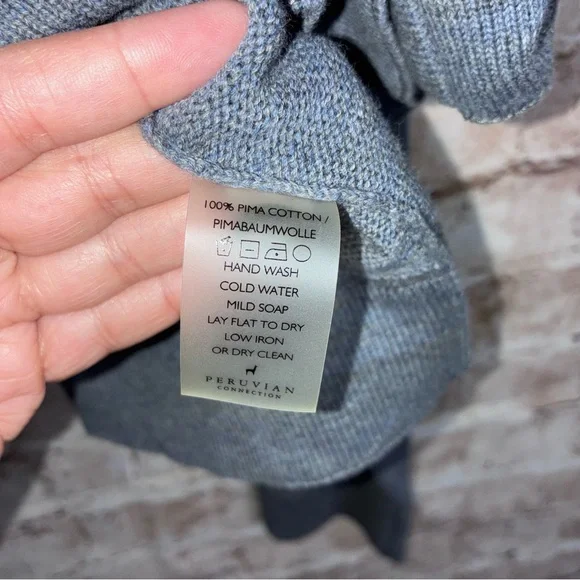 100% PIMA COTTON /
PIMABAUMWOLLE
HAND WASH
COLD WATER
MILD SOAP
LAY FLAT TO DRY
LOW IRON
OR DRY CLEAN
PERUVIAN
CONNECTION